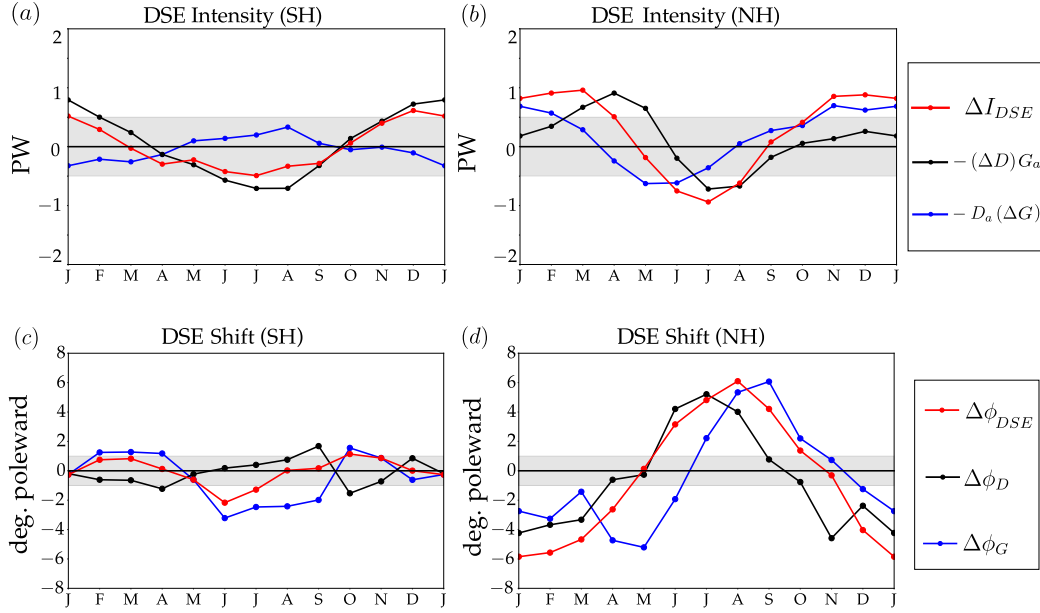 (a) DSE Intensity (SH)
(b) DSE Intensity (NH)
PW
2
1
0
−1
−2
J F M A M J J A S O N D J
PW
2
1
0
−1
−2
J F M A M J J A S O N D J
ΔI_DSE
− (ΔD) G_a
− D_a (ΔG)
(c) DSE Shift (SH)
(d) DSE Shift (NH)
deg. poleward
8
6
4
2
0
−2
−4
−6
−8
J F M A M J J A S O N D J
deg. poleward
8
6
4
2
0
−2
−4
−6
−8
J F M A M J J A S O N D J
Δϕ_DSE
Δϕ_D
Δϕ_G